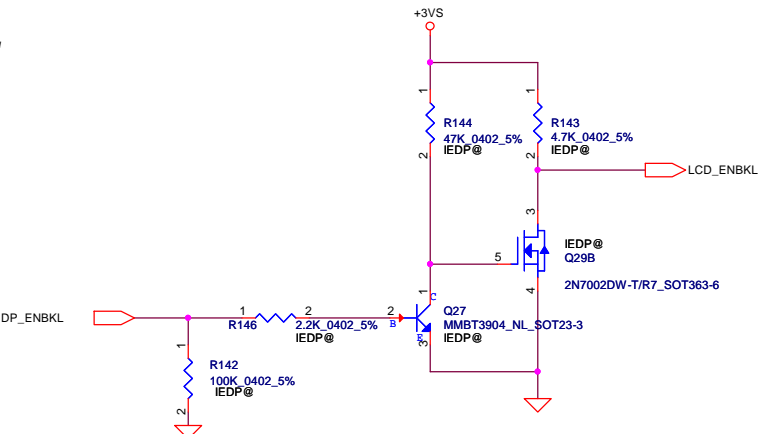 +3VS
1
1
R144
47K_0402_5%
IEDP@
2
R143
4.7K_0402_5%
IEDP@
2
LCD_ENBKL
3
5
IEDP@
Q29B
2N7002DW-T/R7_SOT363-6
4
DP_ENBKL
1
R146
2
2.2K_0402_5%
IEDP@
2
B
1
C
E
3
Q27
MMBT3904_NL_SOT23-3
IEDP@
1
R142
100K_0402_5%
IEDP@
2